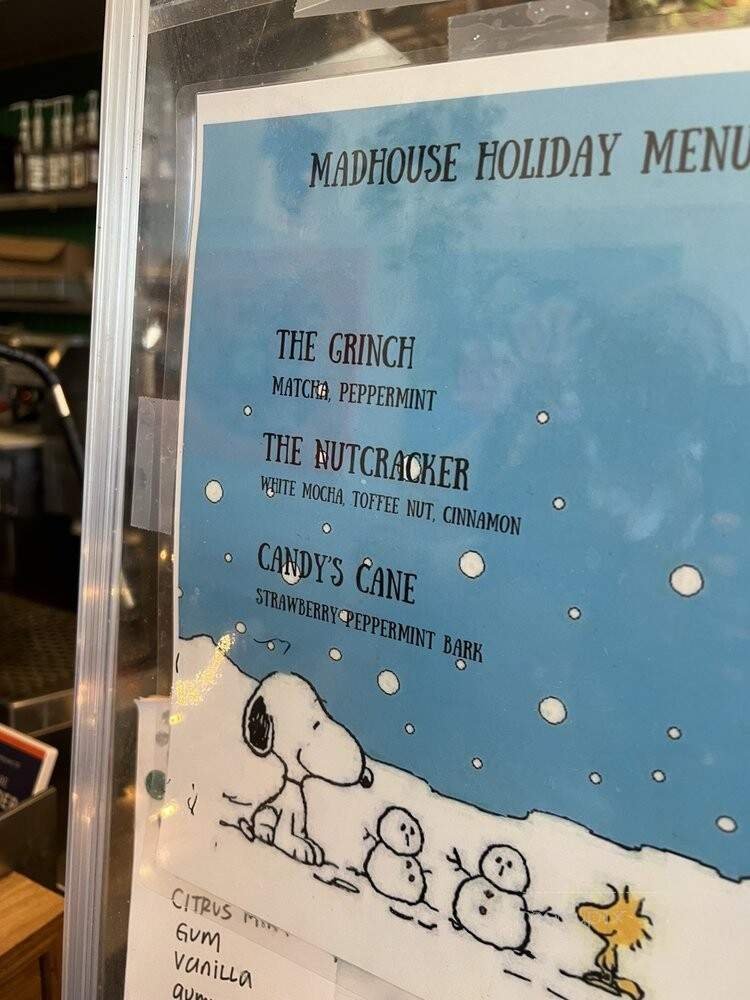 MADHOUSE HOLIDAY MENU
THE GRINCH
MATCHA, PEPPERMINT
THE NUTCRACKER
WHITE MOCHA, TOFFEE NUT, CINNAMON
CANDY'S CANE
STRAWBERRY PEPPERMINT BARK
CITRUS
GUM
VANILLA